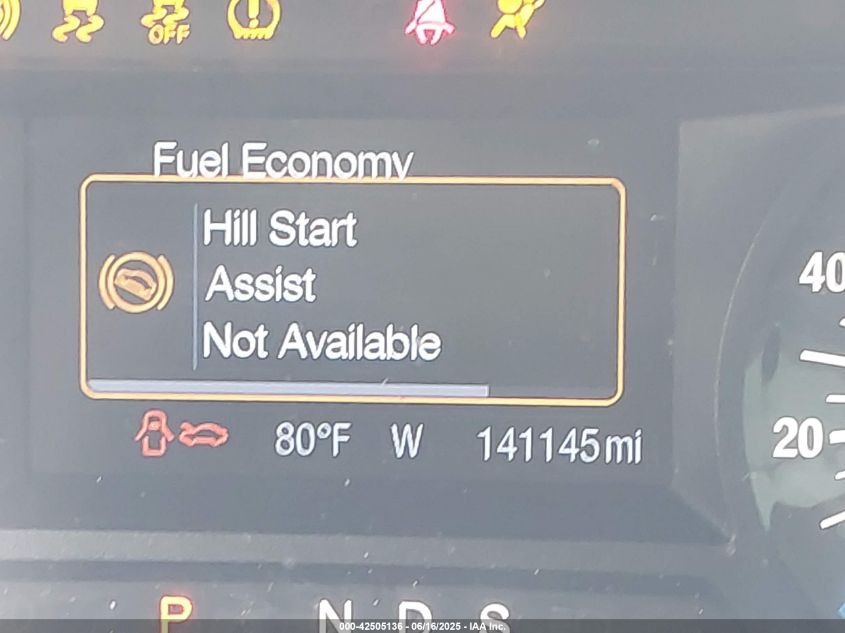 OFF
Fuel Economy
Hill Start
Assist
Not Available
80°F W 141145mi
40
20
P N D S
000-42505136 - 06/16/2025 - IAA Inc.